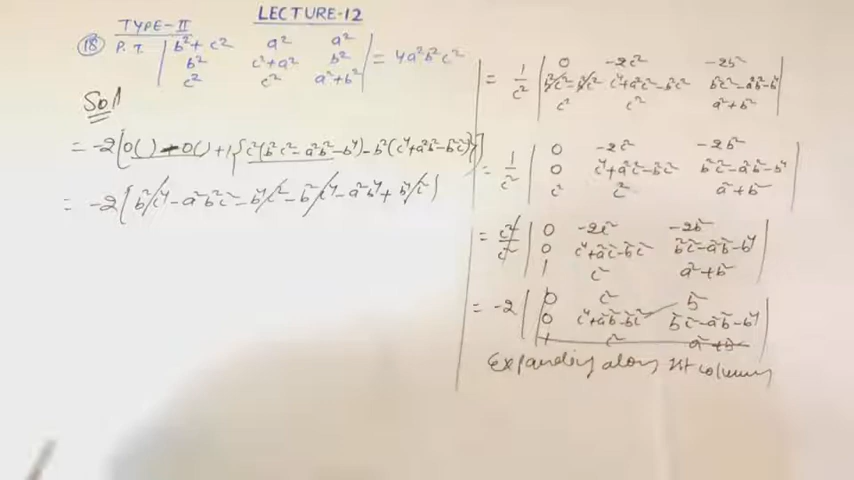 LECTURE-12
TYPE-II
(18) P.T. | b²+c² a² a² |
| b² c²+a² b² | = 4a²b²c²
| c² c² a²+b² |
Sol
= -2[0( ) - 0() + 1{c²(b²c² - a²b² - b⁴) - b²(c⁴ + a²b² - b²c²)}]
= -2[b²c⁴ - a²b²c² - b⁴c² - b²c⁴ - a²b⁴ + b⁴c²]
| 0 -2c² -2b² |
= 1/c² | b²c² - b²c² c⁴+a²c²-b²c² b²c²-a²b²-b⁴ |
| c² c² a²+b² |
| 0 -2c² -2b² |
= 1/c² | 0 c⁴+a²c²-b²c² b²c²-a²b²-b⁴ |
| c² c² a²+b² |
| 0 -2c² -2b² |
= c²/c² | 0 c⁴+a²c²-b²c² b²c²-a²b²-b⁴ |
| 1 c² a²+b² |
| 0 c² b² |
= -2 | 0 c⁴+a²b²-b²c² b²c²-a²b²-b⁴ |
| 1 c² a²+b² |
Expanding along 1st column